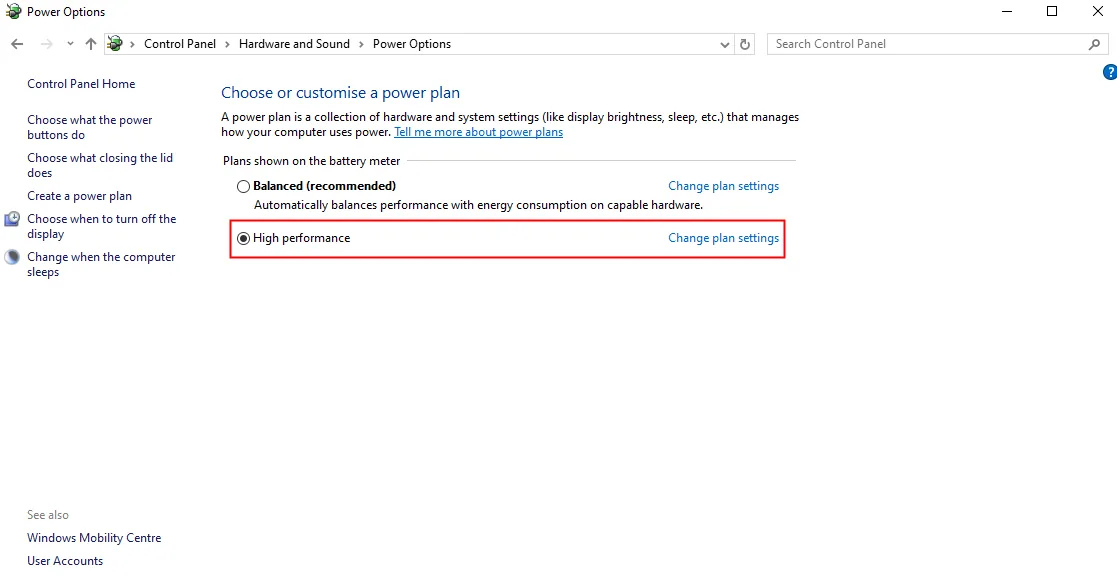 Power Options
Control Panel > Hardware and Sound > Power Options
Search Control Panel
?
Control Panel Home
Choose what the power
buttons do
Choose what closing the lid
does
Create a power plan
Choose when to turn off the
display
Change when the computer
sleeps
Choose or customise a power plan
A power plan is a collection of hardware and system settings (like display brightness, sleep, etc.) that manages
how your computer uses power. Tell me more about power plans
Plans shown on the battery meter
Balanced (recommended) Change plan settings
Automatically balances performance with energy consumption on capable hardware.
High performance Change plan settings
See also
Windows Mobility Centre
User Accounts